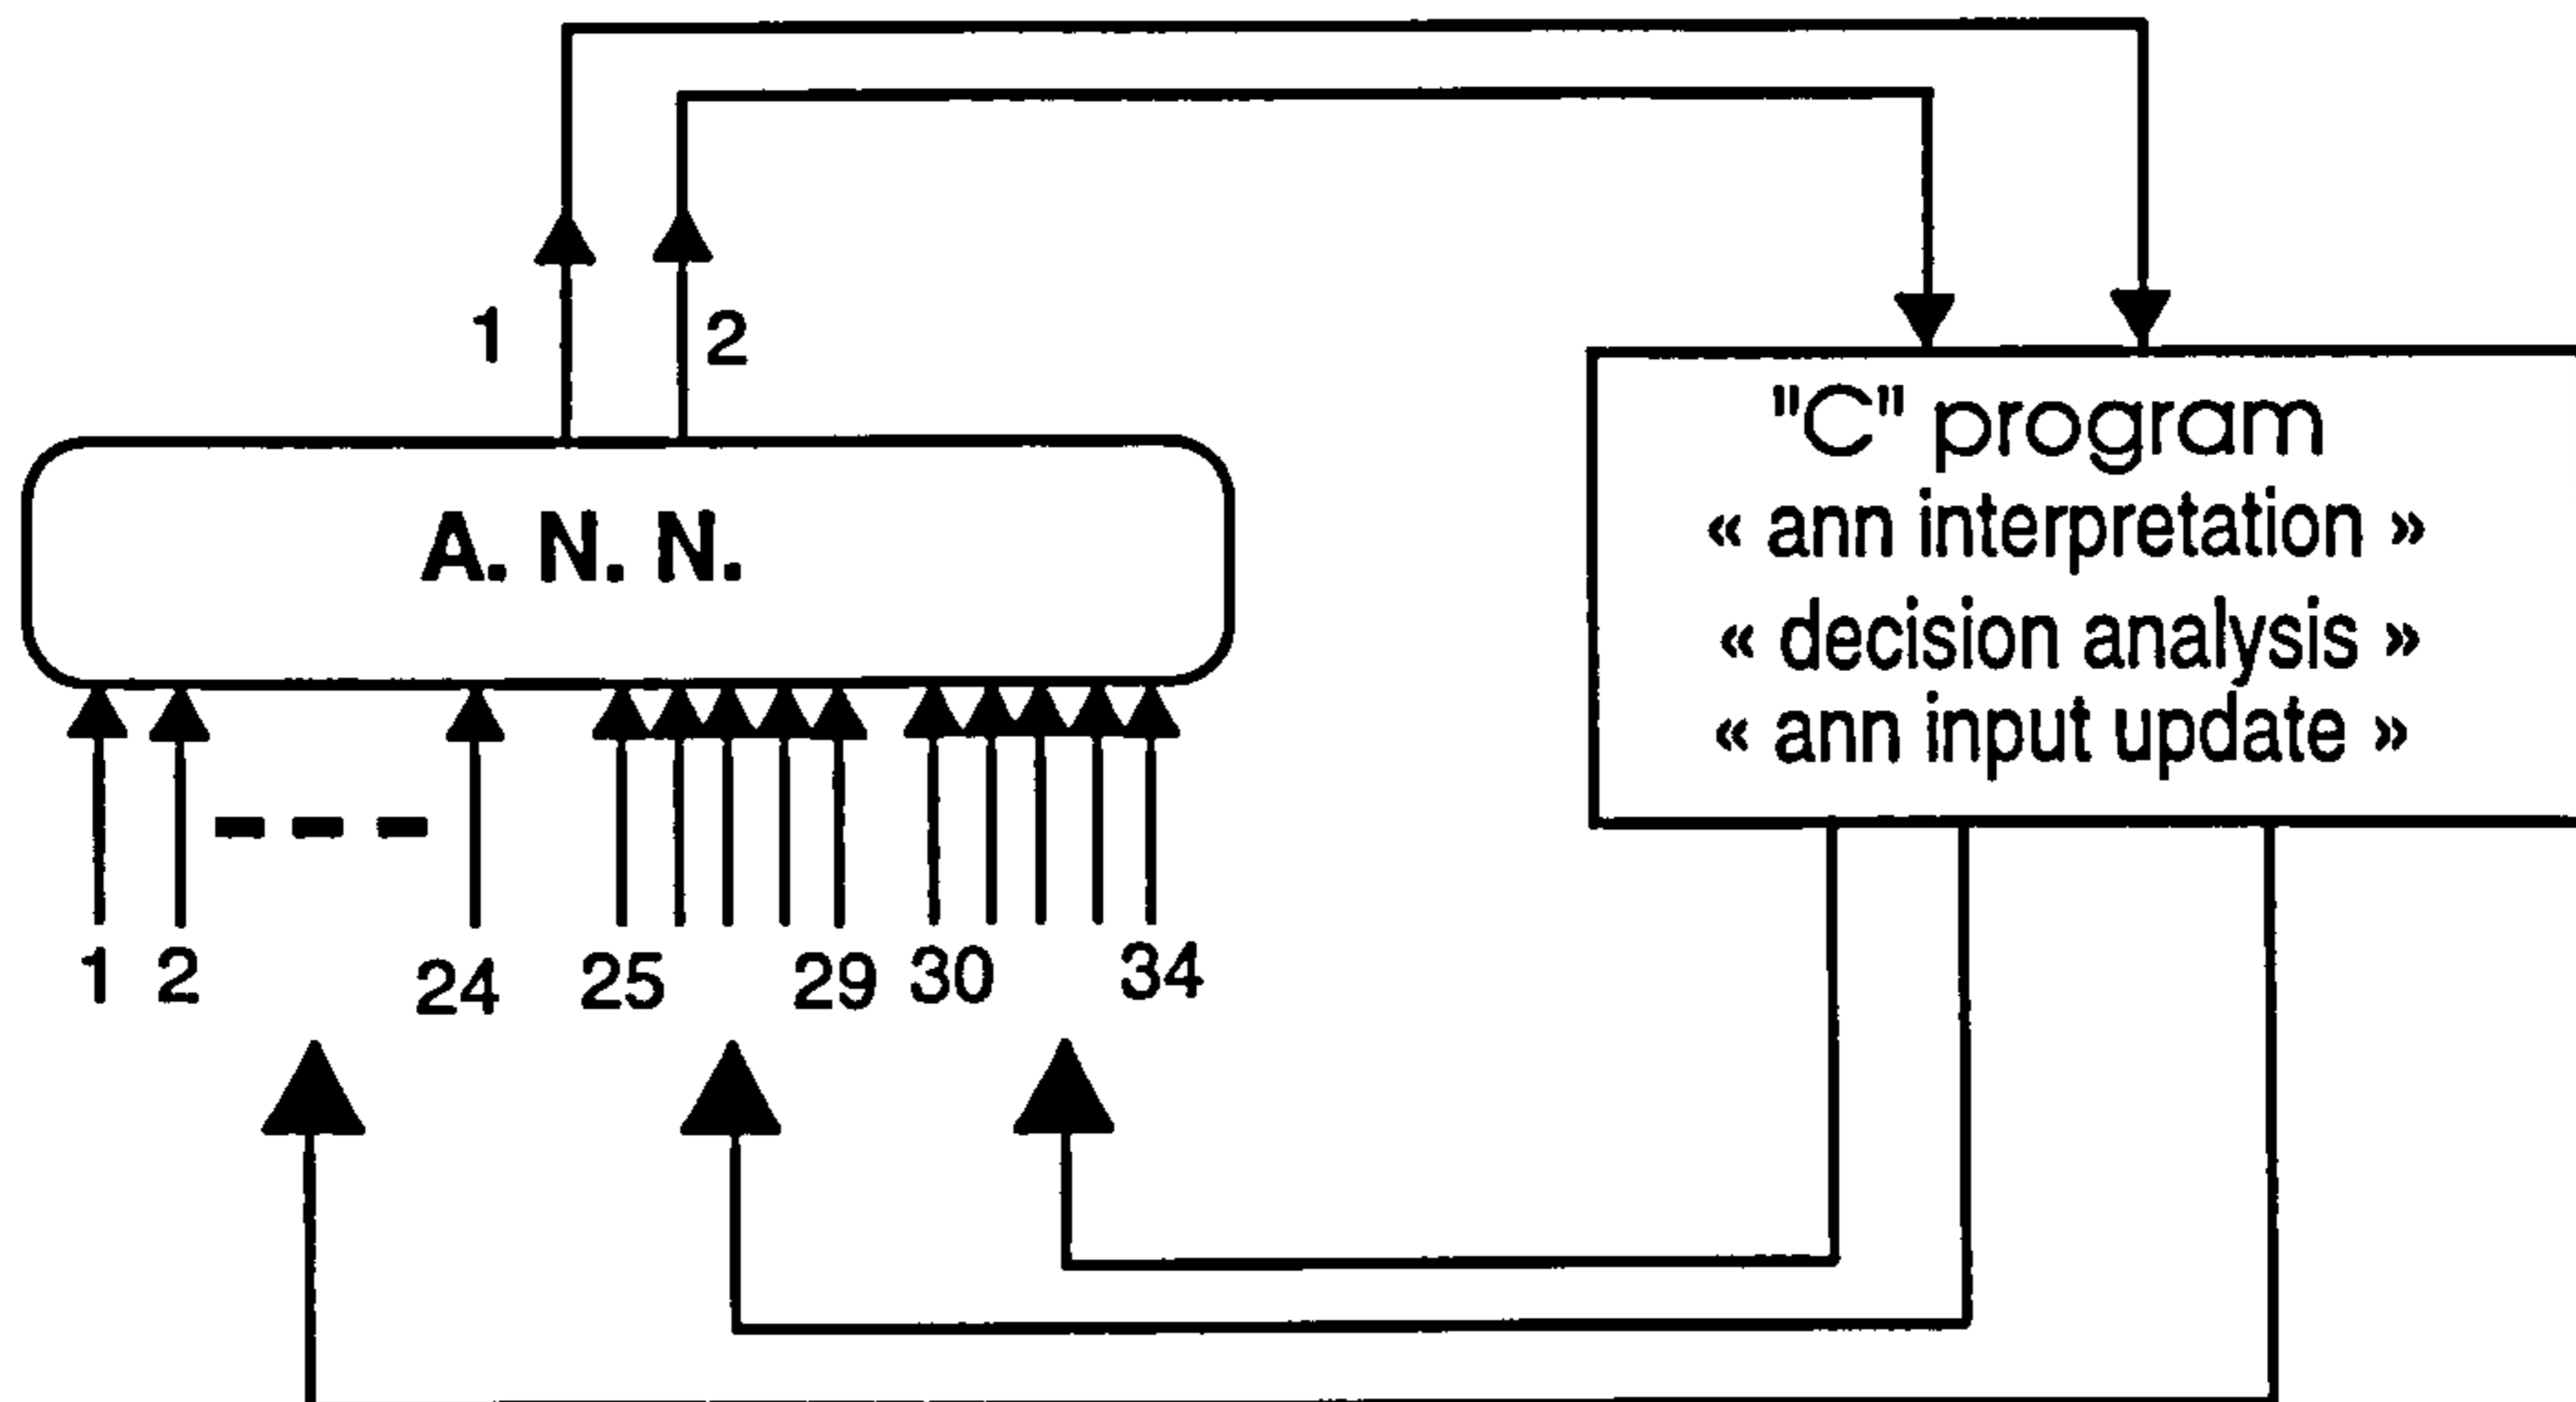 1 2
"C" program
« ann interpretation »
« decision analysis »
« ann input update »
A. N. N.
1 2 24 25 29 30 34